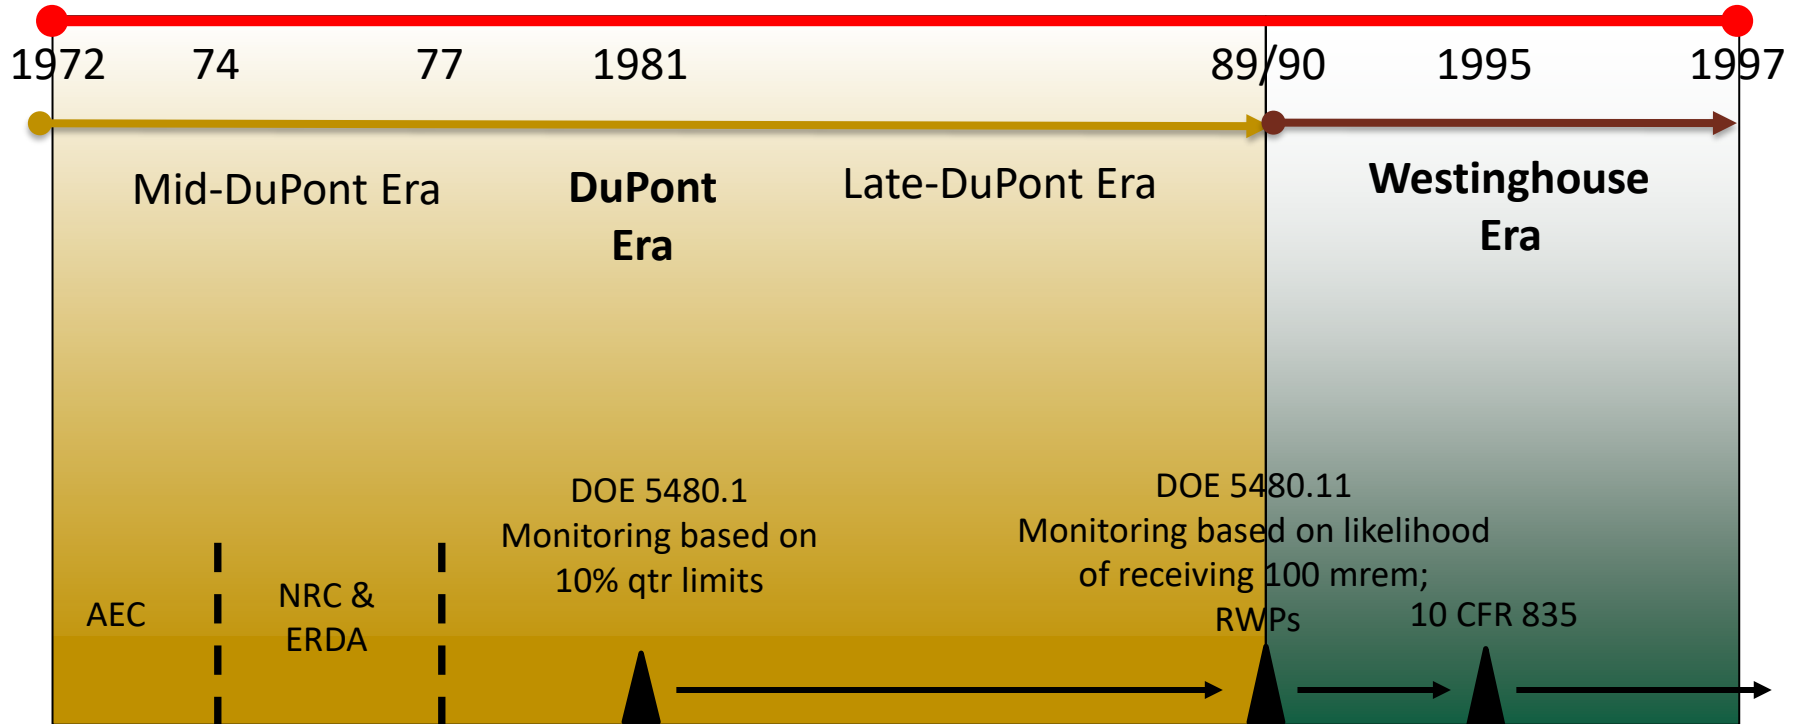 1972 74 77 1981 89/90 1995 1997
Mid-DuPont Era
DuPont
Era
Late-DuPont Era
Westinghouse
Era
AEC
NRC &
ERDA
DOE 5480.1
Monitoring based on
10% qtr limits
DOE 5480.11
Monitoring based on likelihood
of receiving 100 mrem;
RWPs
10 CFR 835